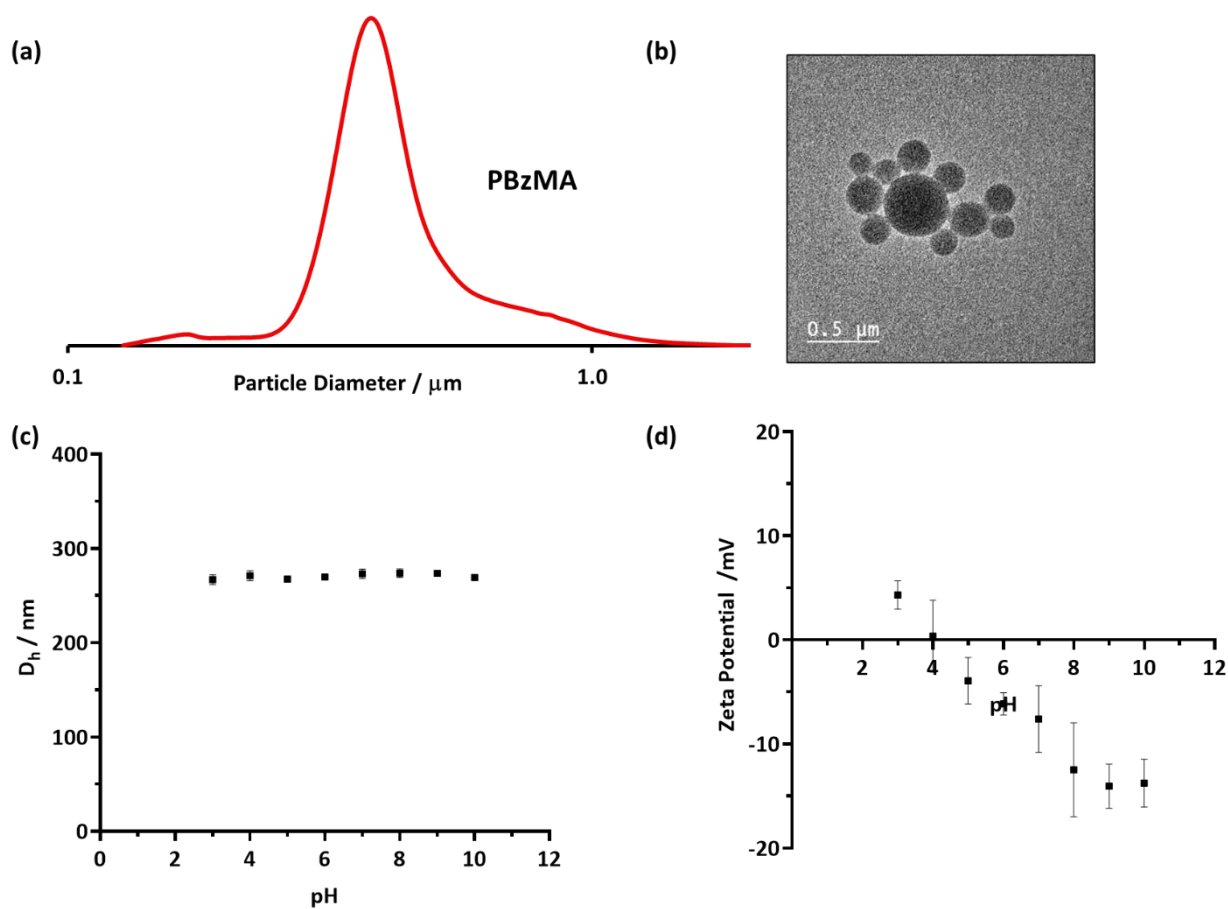 (a)
PBzMA
0.1
1.0
Particle Diameter / μm
(b)
0.5 μm
(c)
400
300
200
100
0
D_h / nm
0 2 4 6 8 10 12
pH
(d)
20
10
0
-10
-20
Zeta Potential /mV
2 4 6 8 10 12
pH